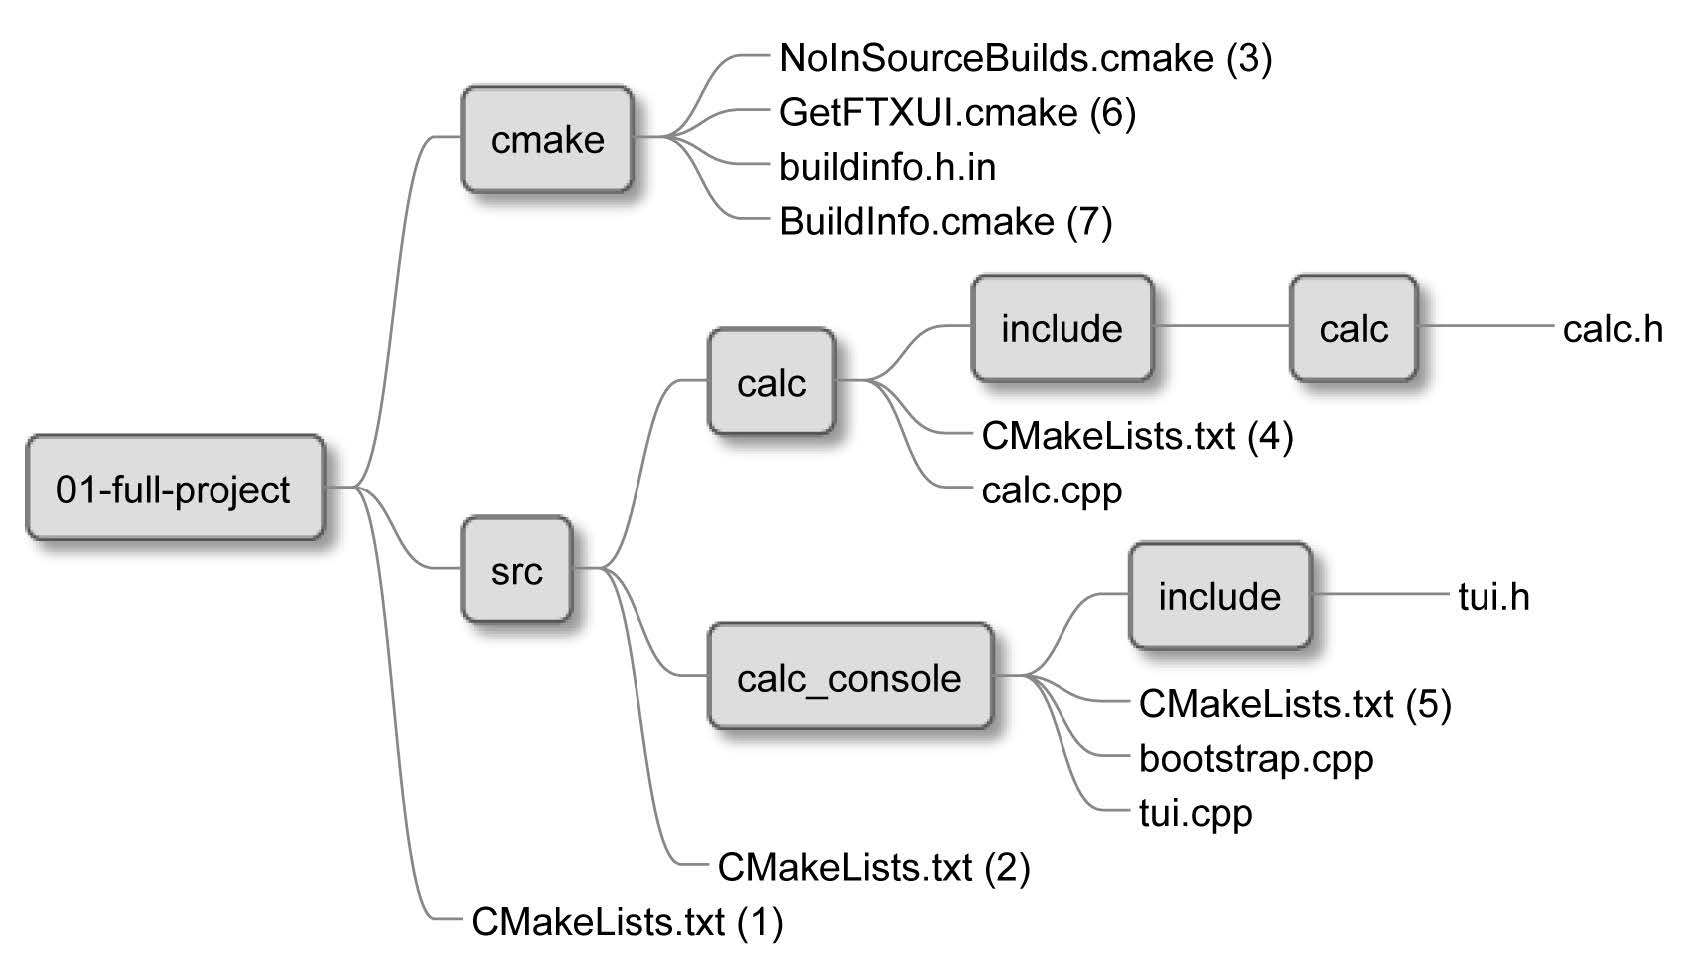 NoInSourceBuilds.cmake (3)
GetFTXUI.cmake (6)
cmake
buildinfo.h.in
BuildInfo.cmake (7)
include
calc
calc.h
calc
CMakeLists.txt (4)
calc.cpp
01-full-project
src
include
tui.h
calc_console
CMakeLists.txt (5)
bootstrap.cpp
tui.cpp
CMakeLists.txt (2)
CMakeLists.txt (1)